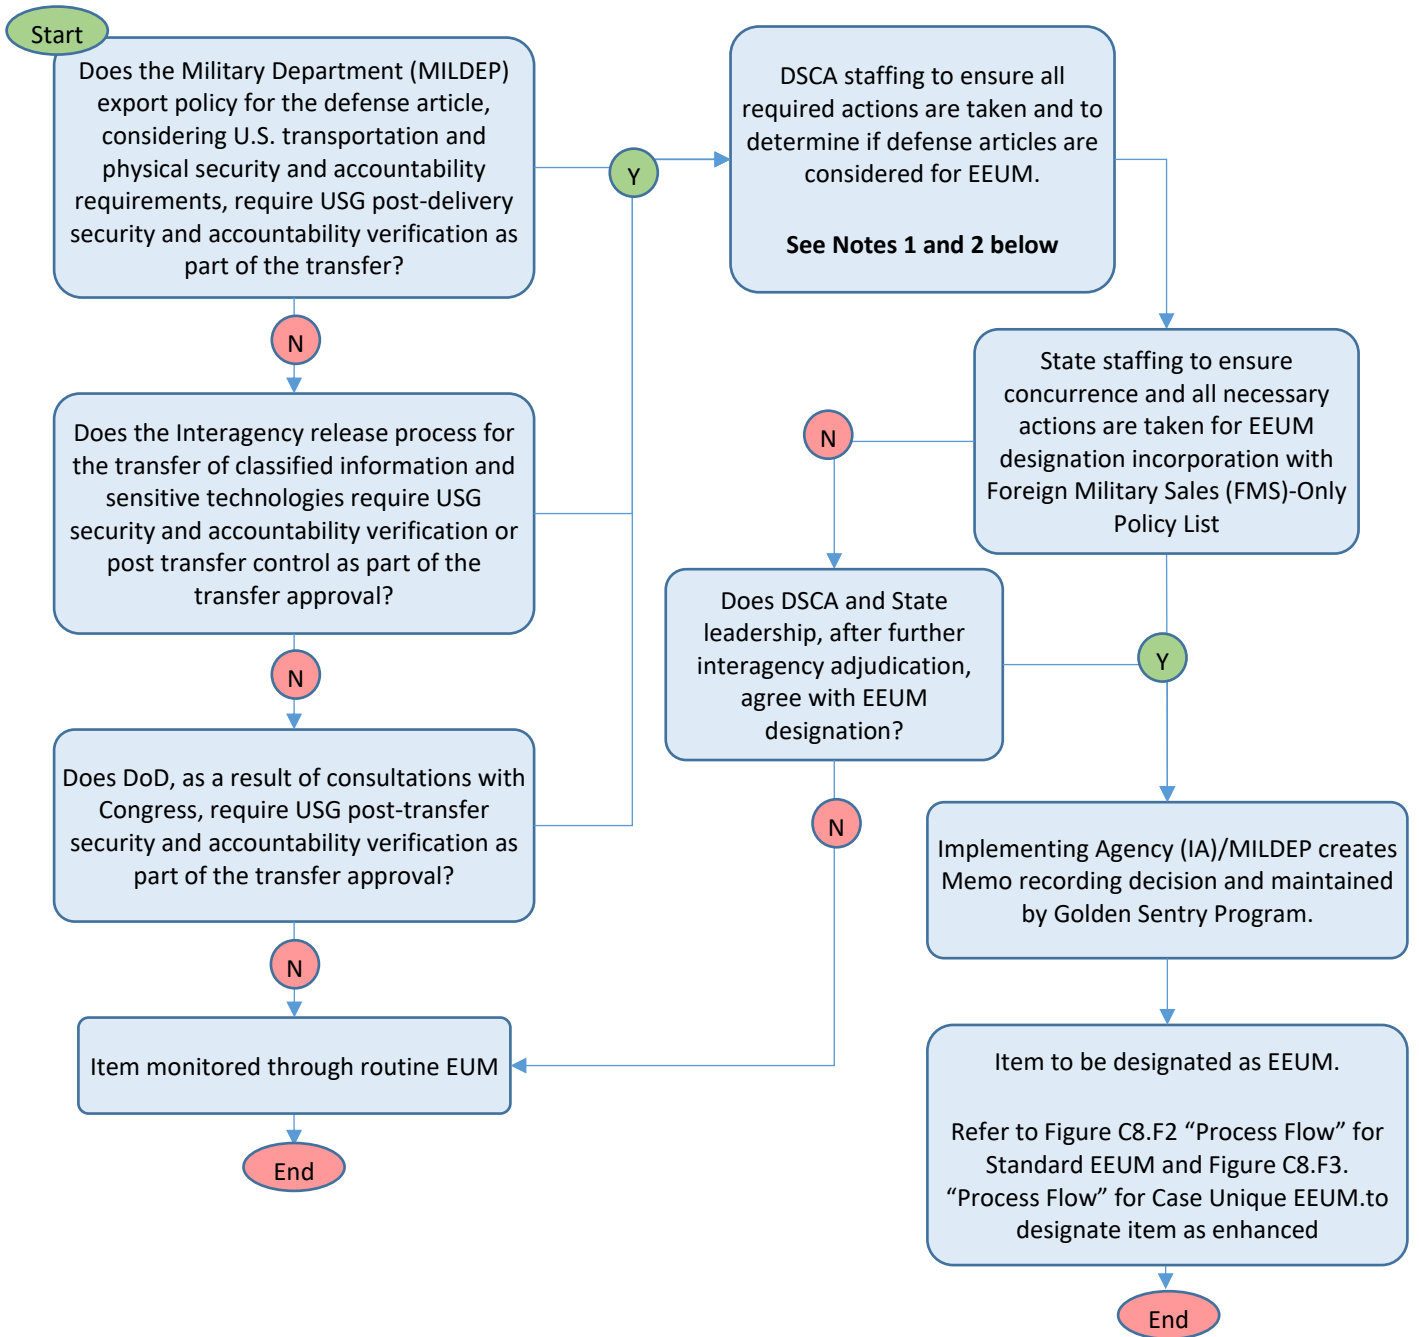 Start
Does the Military Department (MILDEP)
export policy for the defense article,
considering U.S. transportation and
physical security and accountability
requirements, require USG post-delivery
security and accountability verification as
part of the transfer?
Y
N
Does the Interagency release process for
the transfer of classified information and
sensitive technologies require USG
security and accountability verification or
post transfer control as part of the
transfer approval?
N
Does DoD, as a result of consultations with
Congress, require USG post-transfer
security and accountability verification as
part of the transfer approval?
N
Item monitored through routine EUM
End
DSCA staffing to ensure all
required actions are taken and to
determine if defense articles are
considered for EEUM.
See Notes 1 and 2 below
State staffing to ensure
concurrence and all necessary
actions are taken for EEUM
designation incorporation with
Foreign Military Sales (FMS)-Only
Policy List
N
Does DSCA and State
leadership, after further
interagency adjudication,
agree with EEUM
designation?
Y
N
Implementing Agency (IA)/MILDEP creates
Memo recording decision and maintained
by Golden Sentry Program.
Item to be designated as EEUM.
Refer to Figure C8.F2 “Process Flow” for
Standard EEUM and Figure C8.F3.
“Process Flow” for Case Unique EEUM.to
designate item as enhanced
End